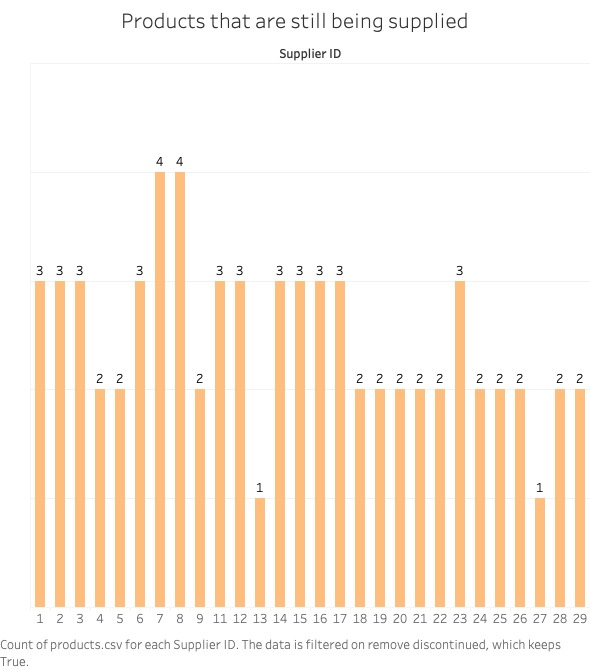 Products that are still being supplied
Supplier ID
4 4
3 3 3 3 3 3 3 3 3 3 3
2 2 2 2 2 2 2 2 2 2 2 2 2
1 1
1 2 3 4 5 6 7 8 9 11 12 13 14 15 16 17 18 19 20 21 22 23 24 25 26 27 28 29
Count of products.csv for each Supplier ID. The data is filtered on remove discontinued, which keeps
True.